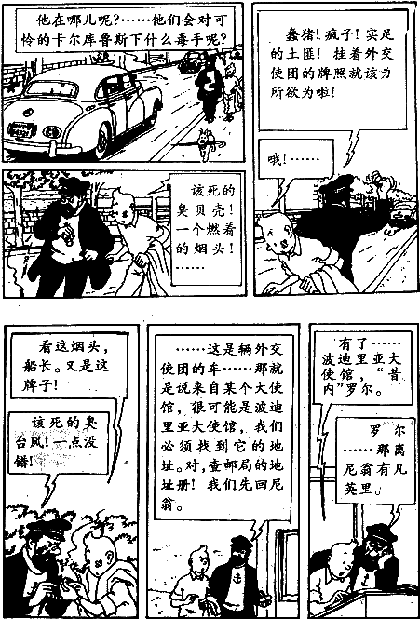 他在哪儿呢?……他们会对可
怜的卡尔库鲁斯下什么毒手呢?
蠢猪!疯子!实足
的土匪!挂着外交
使团的牌照就该为
所欲为啦!
哦!……
该死的
臭贝壳!
一个燃着
的烟头!
……
看这烟头,
船长。又是这
牌子!
该死的臭
台风!一点没
错!
……这是辆外交
使团的车……那就
是说来自某个大使
馆,很可能是波迪
里亚大使馆,我们
必须找到它的地
址。对,查邮局的地
址册!我们先回尼
翁。
有了……
波迪里亚大
使馆,“昔
内”罗尔。
罗尔
……那离
尼翁有几
英里。